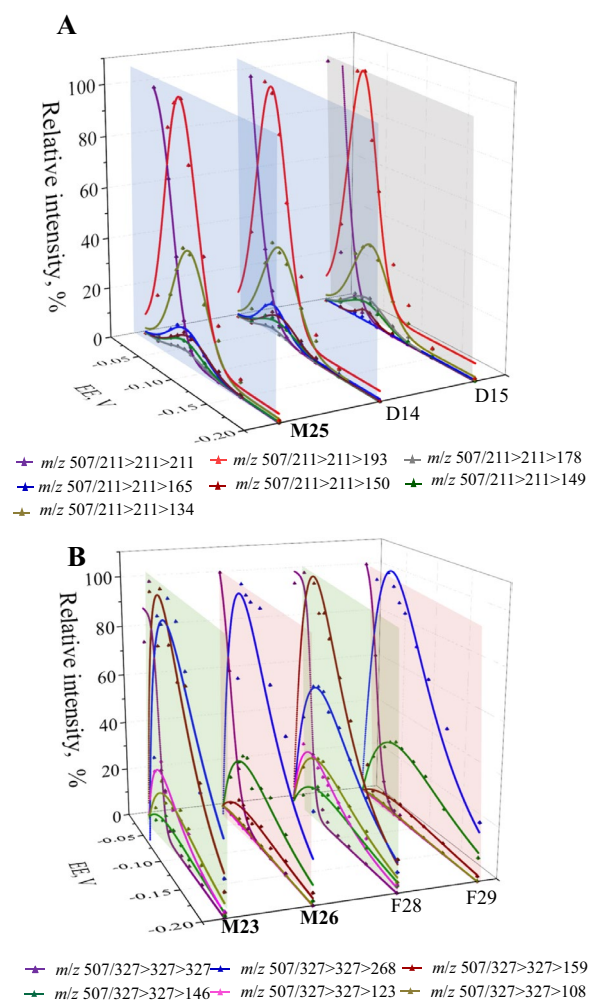 A
Relative intensity, %
100
80
60
40
20
0
-0.05
-0.10
-0.15
-0.20
EE, V
M25
D14
D15
m/z 507/211>211>211 m/z 507/211>211>193 m/z 507/211>211>178
m/z 507/211>211>165 m/z 507/211>211>150 m/z 507/211>211>149
m/z 507/211>211>134
B
Relative intensity, %
100
80
60
40
20
0
-0.05
-0.10
-0.15
-0.20
EE,V
M23
M26
F28
F29
m/z 507/327>327>327 m/z 507/327>327>268 m/z 507/327>327>159
m/z 507/327>327>146 m/z 507/327>327>123 m/z 507/327>327>108